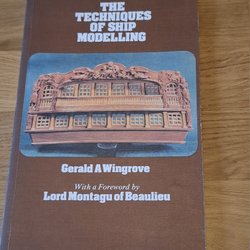 THE
TECHNIQUES
OF SHIP
MODELLING
Gerald A Wingrove
With a Foreword by
Lord Montagu of Beaulieu